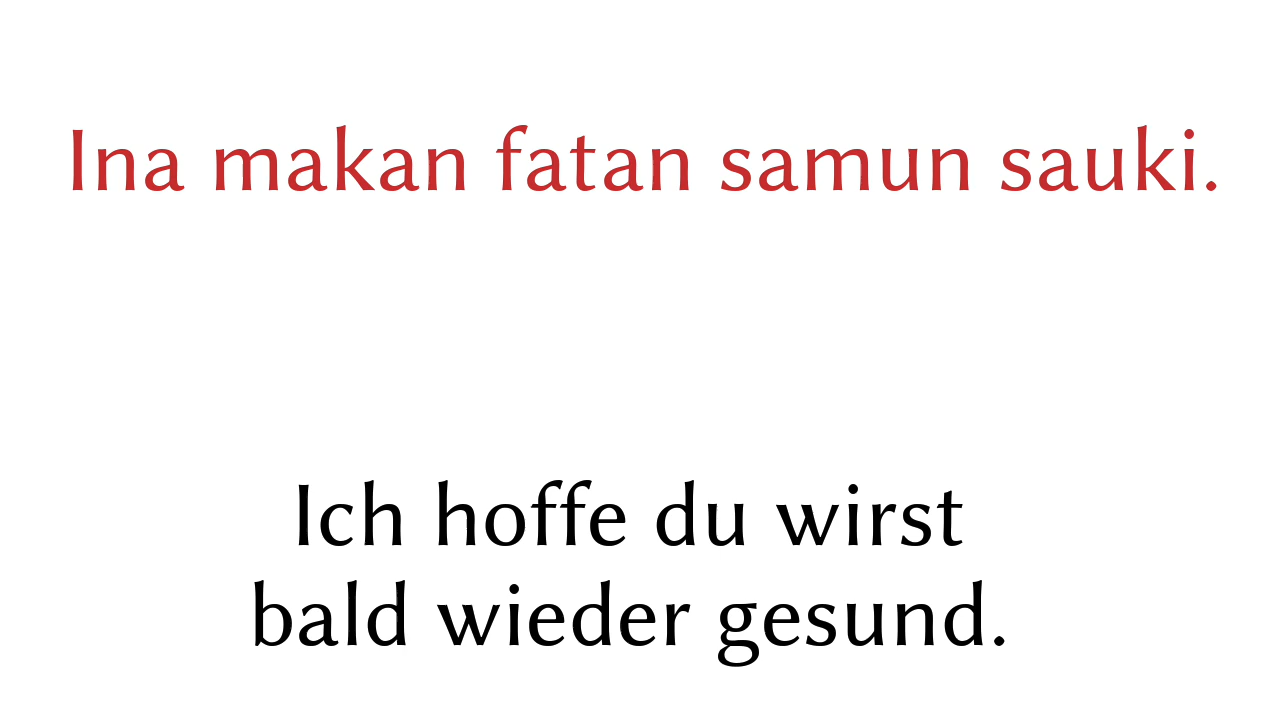 Ina makan fatan samun sauki.
Ich hoffe du wirst
bald wieder gesund.